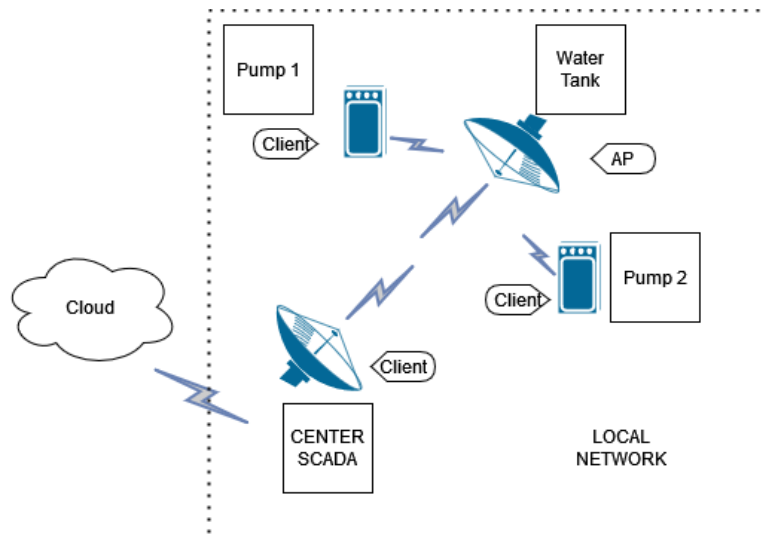 Pump 1
Water
Tank
Client
AP
Client
Pump 2
Cloud
Client
CENTER
SCADA
LOCAL
NETWORK